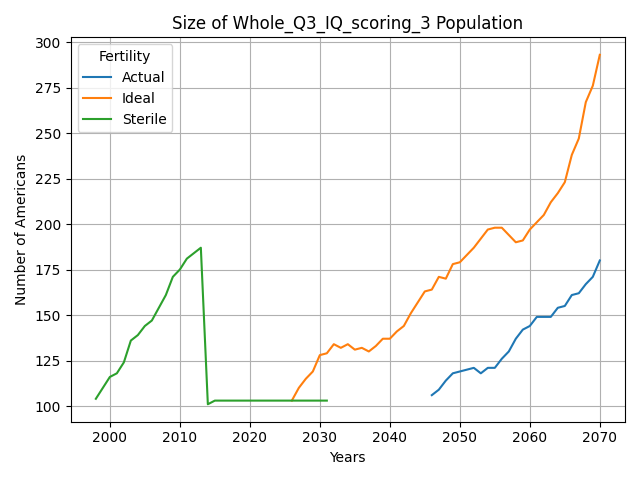 Size of Whole_Q3_IQ_scoring_3 Population
Number of Americans
300
275
250
225
200
175
150
125
100
Fertility
Actual
Ideal
Sterile
2000 2010 2020 2030 2040 2050 2060 2070
Years